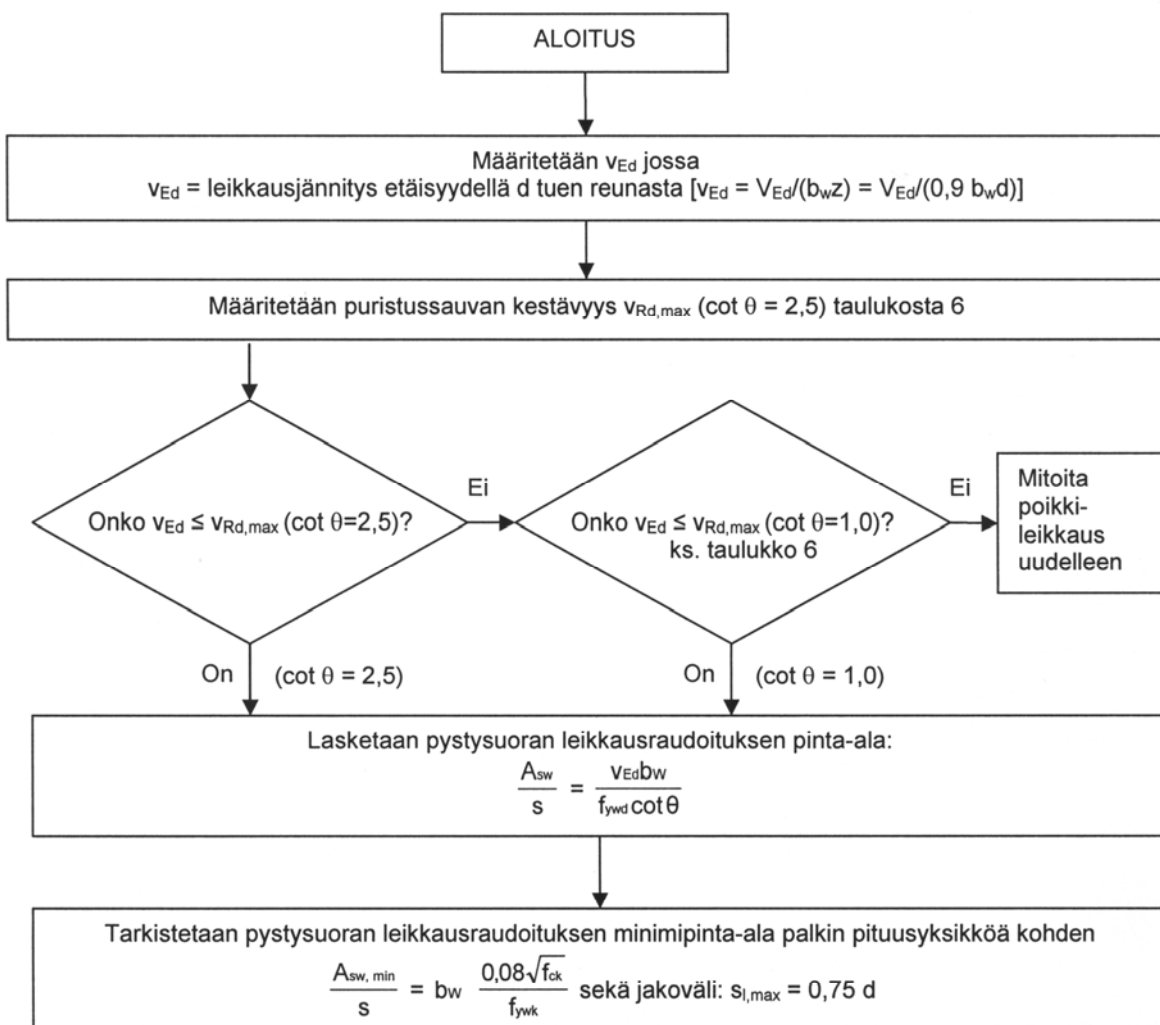 ALOITUS
Määritetään vEd jossa
vEd = leikkausjännitys etäisyydellä d tuen reunasta [vEd = VEd/(bwz) = VEd/(0,9 bwd)]
Määritetään puristussauvan kestävyys vRd,max (cot θ = 2,5) taulukosta 6
Onko vEd ≤ vRd,max (cot θ=2,5)?
Ei
Onko vEd ≤ vRd,max (cot θ=1,0)?
ks. taulukko 6
Ei
Mitoita
poikki-
leikkaus
uudelleen
On (cot θ = 2,5)
On (cot θ = 1,0)
Lasketaan pystysuoran leikkausraudoituksen pinta-ala:
Asw/s = vEdbw/fywd cot θ
Tarkistetaan pystysuoran leikkausraudoituksen minimipinta-ala palkin pituusyksikköä kohden
Asw, min/s = bw 0,08√fck/fywk sekä jakoväli: sl,max = 0,75 d